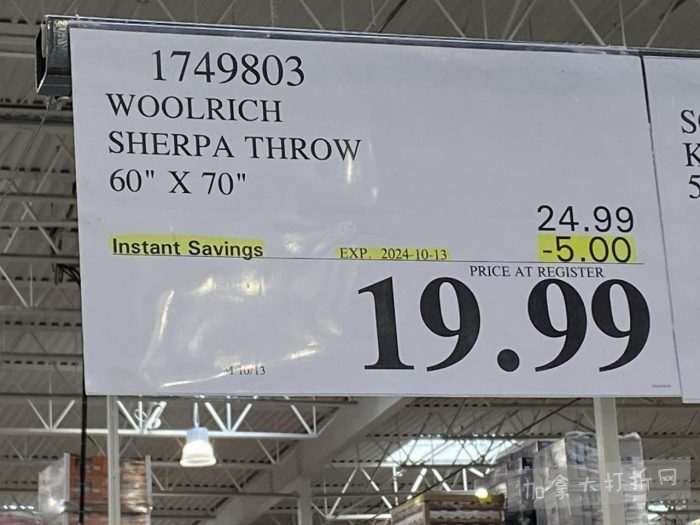 1749803
WOOLRICH
SHERPA THROW
60" X 70"
24.99
Instant Savings EXP. 2024-10-13 -5.00
PRICE AT REGISTER
19.99
S
K
5
加拿大打折网